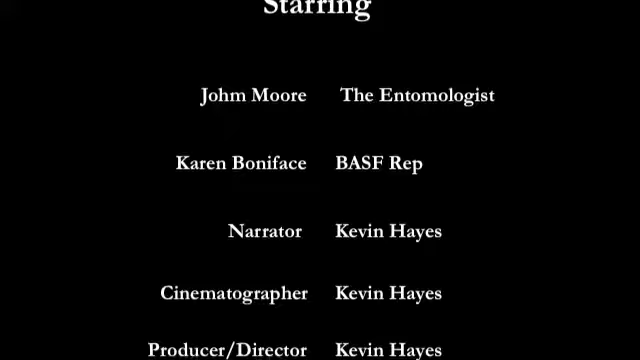 Starring
Johm Moore The Entomologist
Karen Boniface BASF Rep
Narrator Kevin Hayes
Cinematographer Kevin Hayes
Producer/Director Kevin Hayes